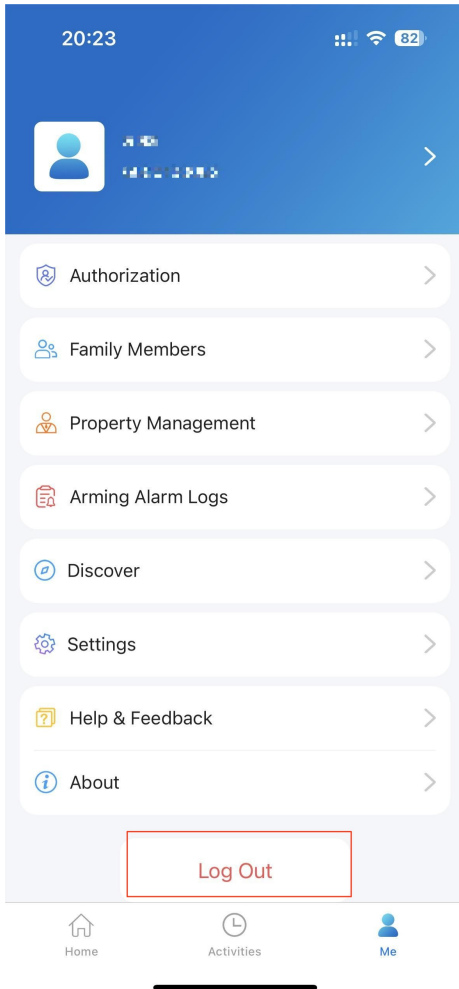 20:23
82
Authorization
Family Members
Property Management
Arming Alarm Logs
Discover
Settings
Help & Feedback
About
Log Out
Home
Activities
Me